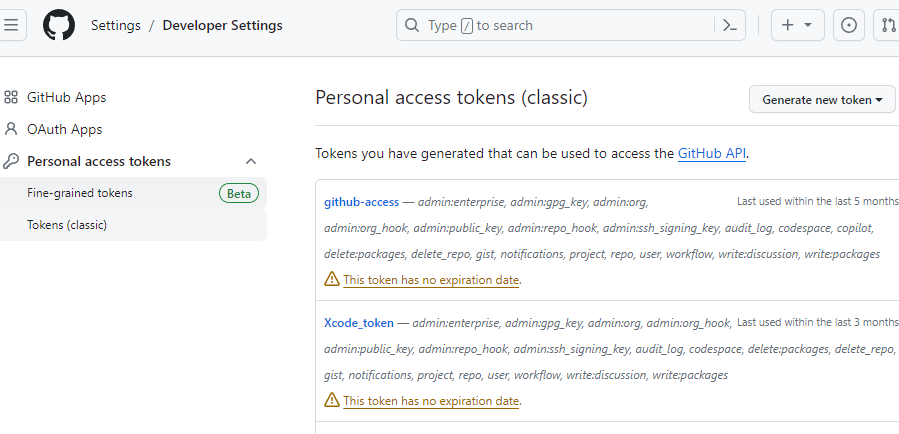 Settings / Developer Settings
Type / to search
GitHub Apps
OAuth Apps
Personal access tokens
Fine-grained tokens Beta
Tokens (classic)
Personal access tokens (classic)
Generate new token
Tokens you have generated that can be used to access the GitHub API.
github-access — admin:enterprise, admin:gpg_key, admin:org, Last used within the last 5 months
admin:org_hook, admin:public_key, admin:repo_hook, admin:ssh_signing_key, audit_log, codespace, copilot,
delete:packages, delete_repo, gist, notifications, project, repo, user, workflow, write:discussion, write:packages
This token has no expiration date.
Xcode_token — admin:enterprise, admin:gpg_key, admin:org, admin:org_hook, Last used within the last 3 months
admin:public_key, admin:repo_hook, admin:ssh_signing_key, audit_log, codespace, delete:packages, delete_repo,
gist, notifications, project, repo, user, workflow, write:discussion, write:packages
This token has no expiration date.